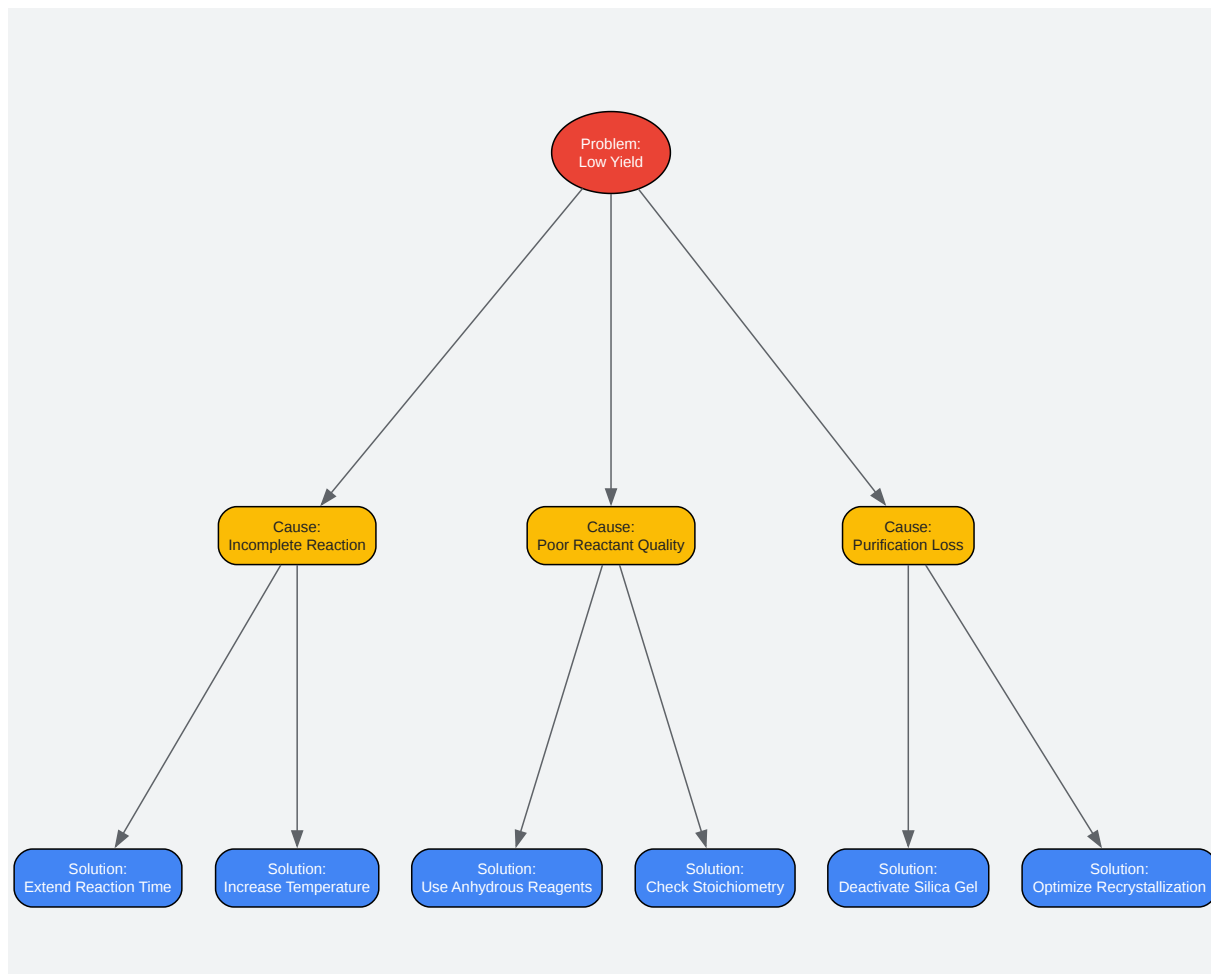 Problem:
Low Yield
Cause:
Incomplete Reaction
Cause:
Poor Reactant Quality
Cause:
Purification Loss
Solution:
Extend Reaction Time
Solution:
Increase Temperature
Solution:
Use Anhydrous Reagents
Solution:
Check Stoichiometry
Solution:
Deactivate Silica Gel
Solution:
Optimize Recrystallization